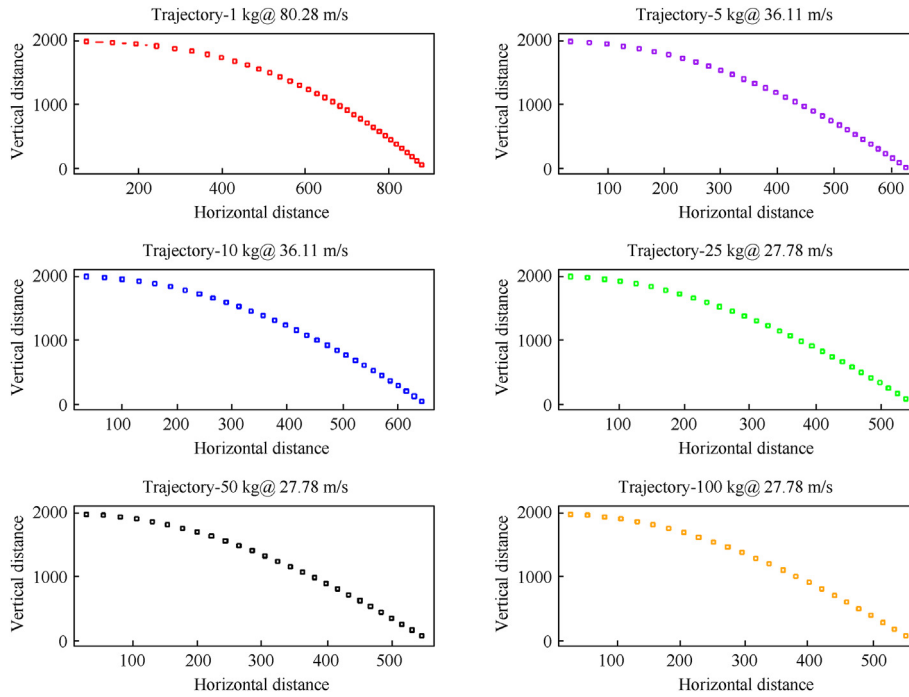 Trajectory-1 kg@ 80.28 m/s
Vertical distance
2000
1000
0
200 400 600 800
Horizontal distance
Trajectory-5 kg@ 36.11 m/s
Vertical distance
2000
1000
0
100 200 300 400 500 600
Horizontal distance
Trajectory-10 kg@ 36.11 m/s
Vertical distance
2000
1000
0
100 200 300 400 500 600
Horizontal distance
Trajectory-25 kg@ 27.78 m/s
Vertical distance
2000
1000
0
100 200 300 400 500
Horizontal distance
Trajectory-50 kg@ 27.78 m/s
Vertical distance
2000
1000
0
100 200 300 400 500
Horizontal distance
Trajectory-100 kg@ 27.78 m/s
Vertical distance
2000
1000
0
100 200 300 400 500
Horizontal distance